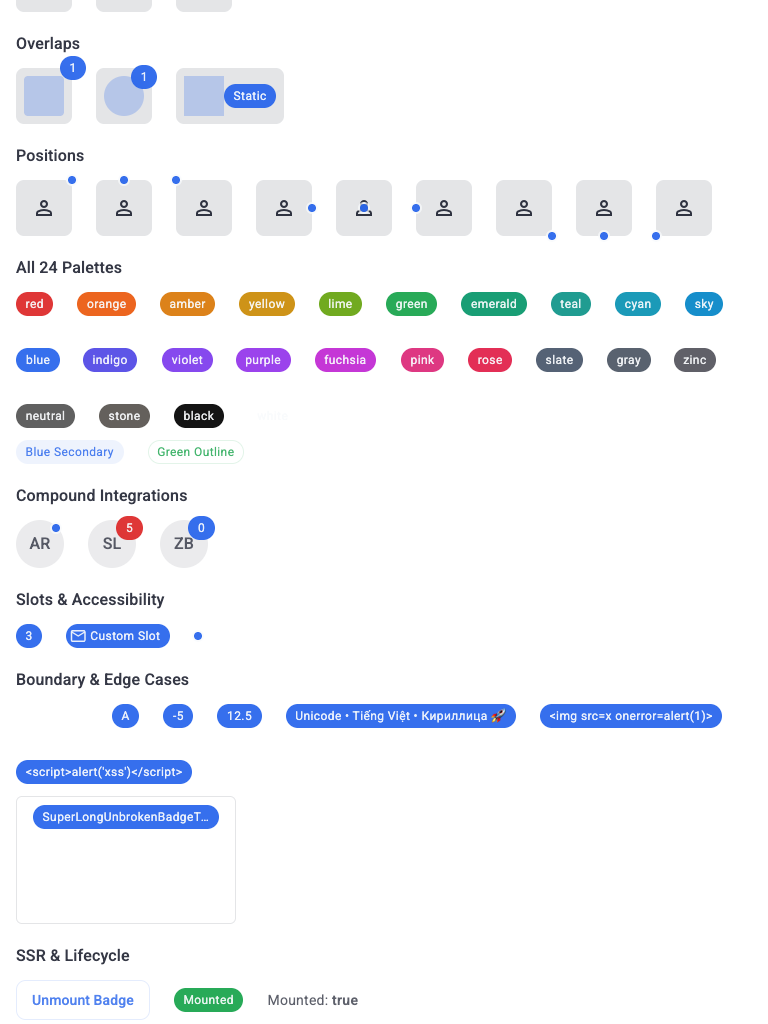 Overlaps
1
1
Static
Positions
All 24 Palettes
red orange amber yellow lime green emerald teal cyan sky
blue indigo violet purple fuchsia pink rose slate gray zinc
neutral stone black white
Blue Secondary Green Outline
Compound Integrations
AR SL 5 ZB 0
Slots & Accessibility
3 Custom Slot
Boundary & Edge Cases
A -5 12.5 Unicode • Tiếng Việt • Кириллица 🚀 <img src=x onerror=alert(1)>
<script>alert('xss')</script>
SuperLongUnbrokenBadgeT…
SSR & Lifecycle
Unmount Badge Mounted Mounted: true